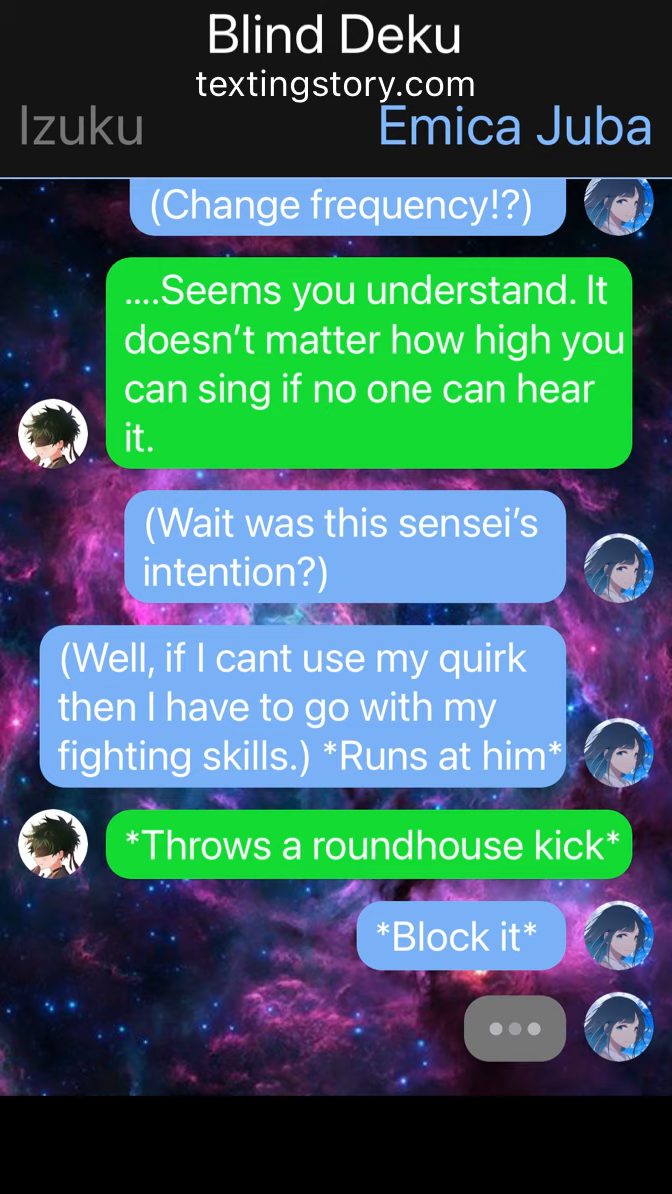 Blind Deku
textingstory.com
Izuku
Emica Juba
(Change frequency!?)
....Seems you understand. It
doesn’t matter how high you
can sing if no one can hear
it.
(Wait was this sensei’s
intention?)
(Well, if I cant use my quirk
then I have to go with my
fighting skills.) *Runs at him*
*Throws a roundhouse kick*
*Block it*